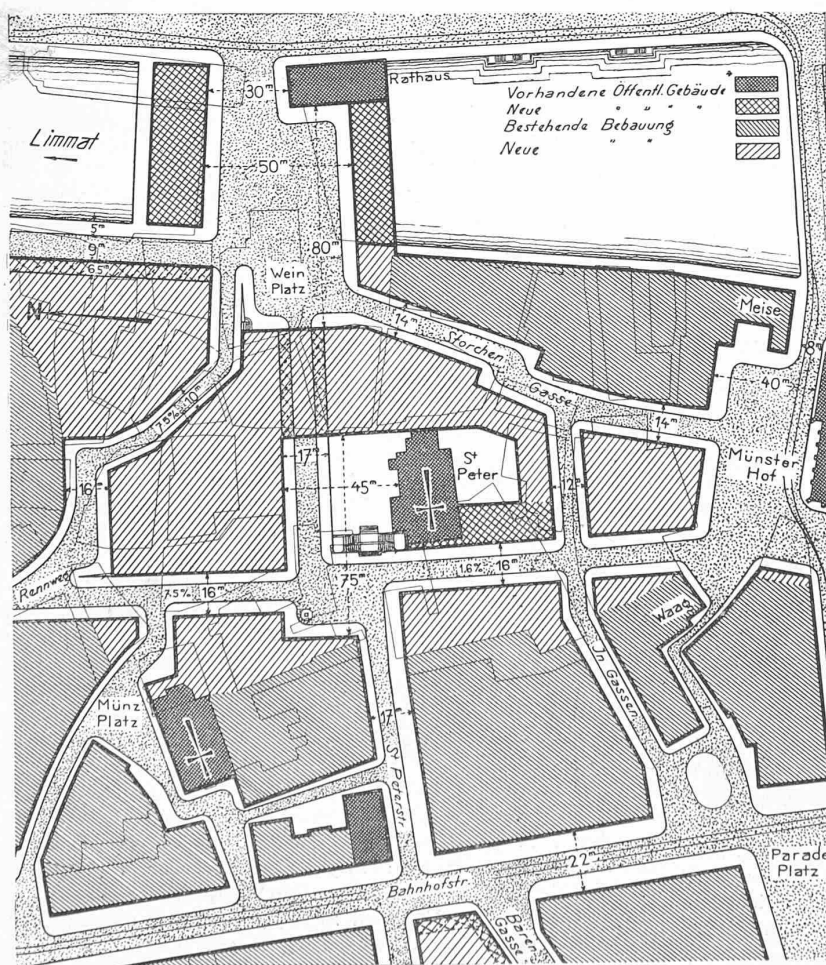 30m
Rathaus
Vorhandene Öffentl. Gebäude
Neue " " "
Bestehende Bebauung
Neue " "
Limmat
50m
5m
9m
6.5
80m
Wein
Platz
N
Meise
14m
Storchen
Gasse
8m
40m
7.5%
10m
14m
17m
St
Peter
Münster
Hof
16m
45m
12m
Rennweg
7.5%
16m
75m
1.6%
16m
Waag
In Gassen
Münz
Platz
17m
St Peterstr.
22m
Parade
Platz
Bahnhofstr.
Bären
Gasse